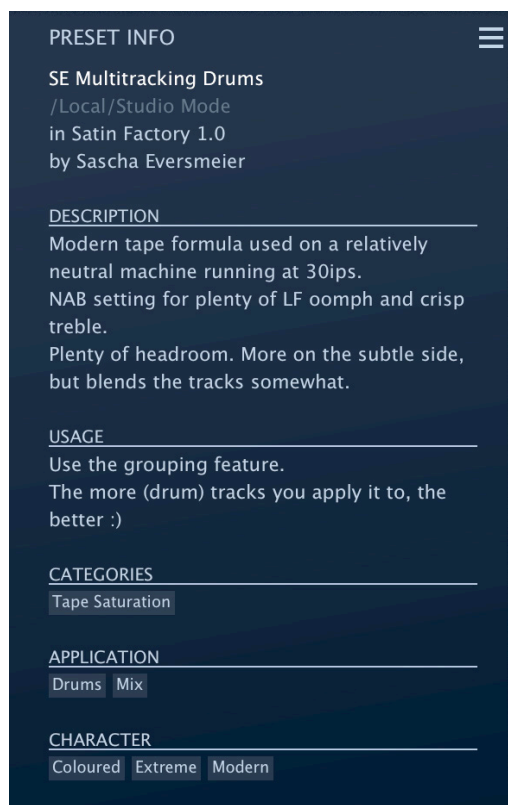 PRESET INFO
SE Multitracking Drums
/Local/Studio Mode
in Satin Factory 1.0
by Sascha Eversmeier
DESCRIPTION
Modern tape formula used on a relatively
neutral machine running at 30ips.
NAB setting for plenty of LF oomph and crisp
treble.
Plenty of headroom. More on the subtle side,
but blends the tracks somewhat.
USAGE
Use the grouping feature.
The more (drum) tracks you apply it to, the
better :)
CATEGORIES
Tape Saturation
APPLICATION
Drums Mix
CHARACTER
Coloured Extreme Modern